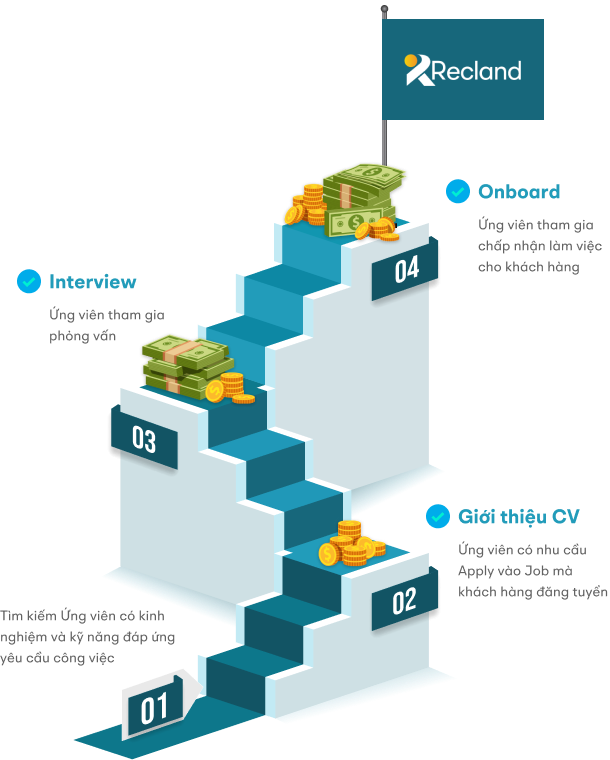 Recland
Onboard
Ứng viên tham gia
chấp nhận làm việc
cho khách hàng
04
Interview
Ứng viên tham gia
phỏng vấn
03
Giới thiệu CV
Ứng viên có nhu cầu
Apply vào Job mà
khách hàng đăng tuyển
02
Tìm kiếm Ứng viên có kinh
nghiệm và kỹ năng đáp ứng
yêu cầu công việc
01